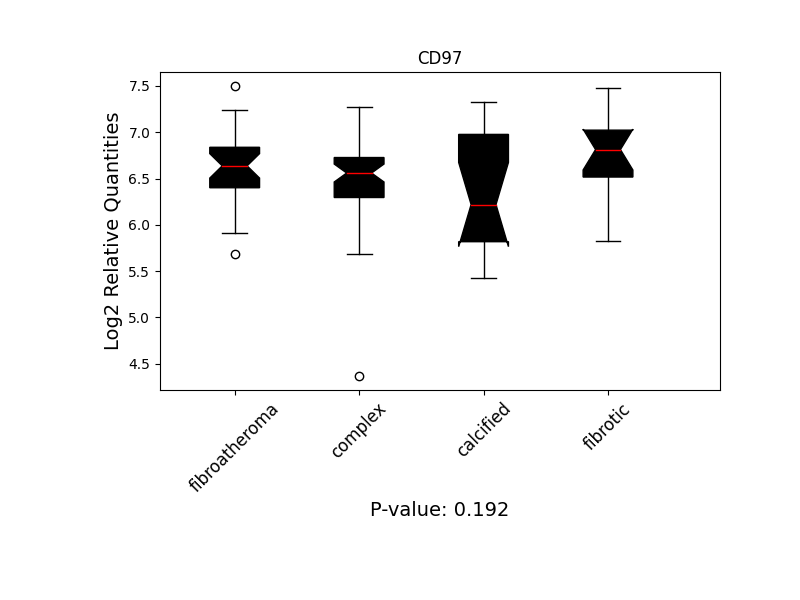 CD97
Log2 Relative Quantities
7.5
7.0
6.5
6.0
5.5
5.0
4.5
fibroatheroma
complex
calcified
fibrotic
P-value: 0.192